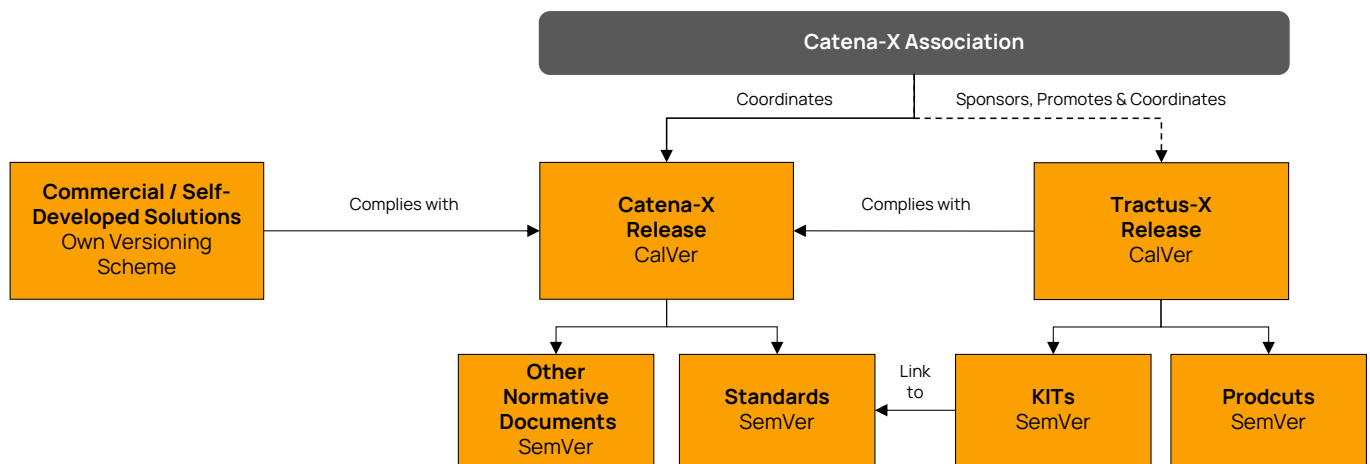 Catena-X Association
Coordinates
Sponsors, Promotes & Coordinates
Commercial / Self-
Developed Solutions
Own Versioning
Scheme
Complies with
Catena-X
Release
CalVer
Complies with
Tractus-X
Release
CalVer
Other
Normative
Documents
SemVer
Standards
SemVer
Link
to
KITs
SemVer
Prodcuts
SemVer